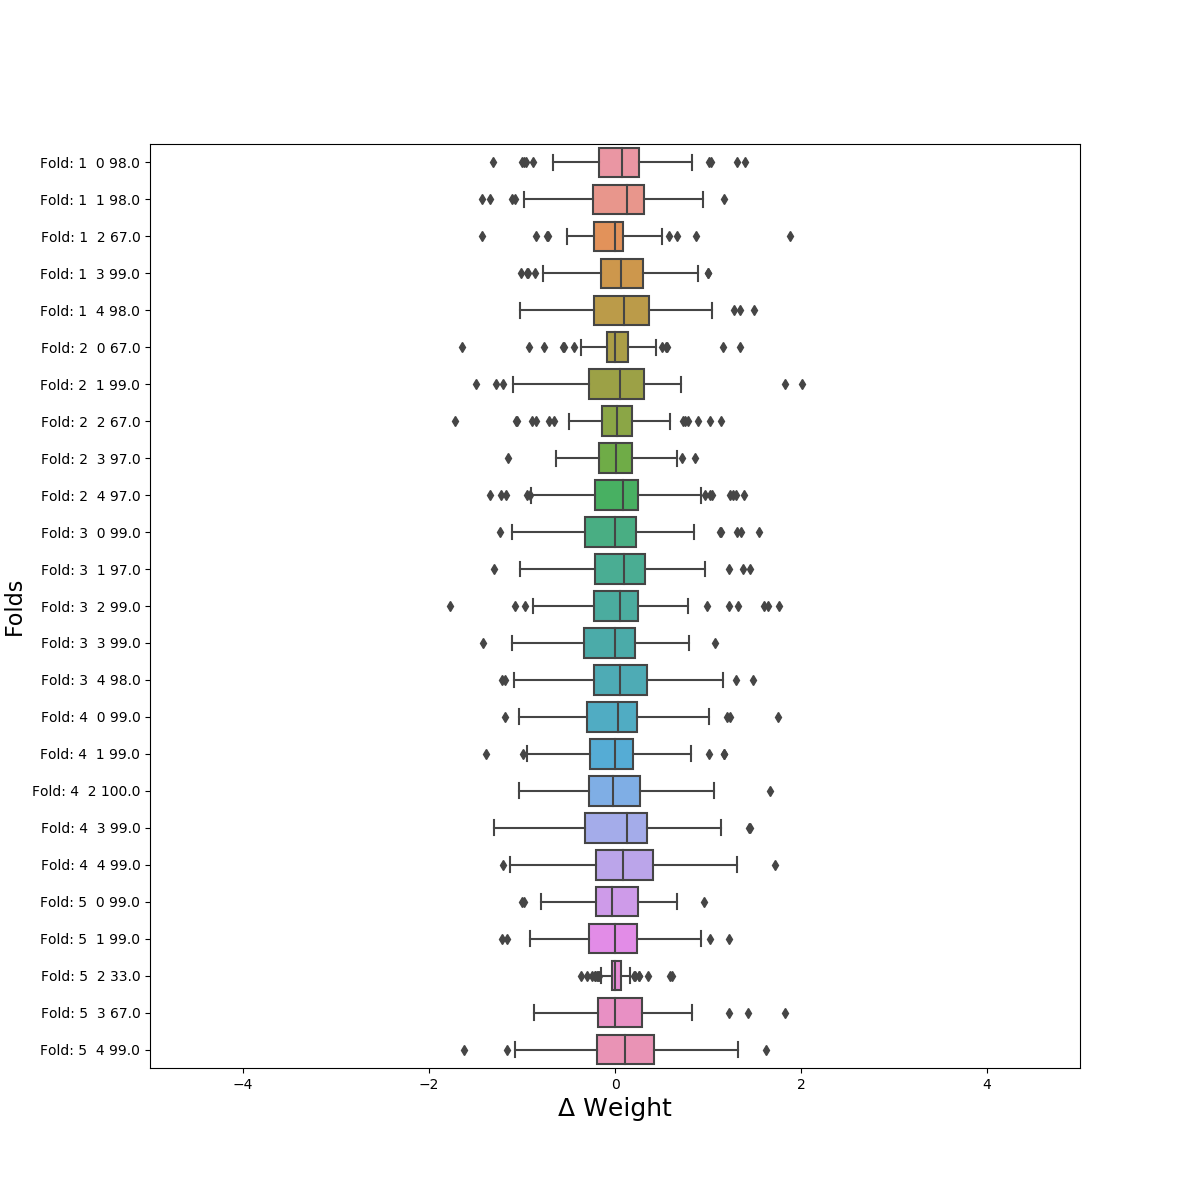 Fold: 1  0 98.0
Fold: 1  1 98.0
Fold: 1  2 67.0
Fold: 1  3 99.0
Fold: 1  4 98.0
Fold: 2  0 67.0
Fold: 2  1 99.0
Fold: 2  2 67.0
Fold: 2  3 97.0
Fold: 2  4 97.0
Fold: 3  0 99.0
Fold: 3  1 97.0
Fold: 3  2 99.0
Fold: 3  3 99.0
Fold: 3  4 98.0
Fold: 4  0 99.0
Fold: 4  1 99.0
Fold: 4  2 100.0
Fold: 4  3 99.0
Fold: 4  4 99.0
Fold: 5  0 99.0
Fold: 5  1 99.0
Fold: 5  2 33.0
Fold: 5  3 67.0
Fold: 5  4 99.0
Folds
−4 −2 0 2 4
Δ Weight